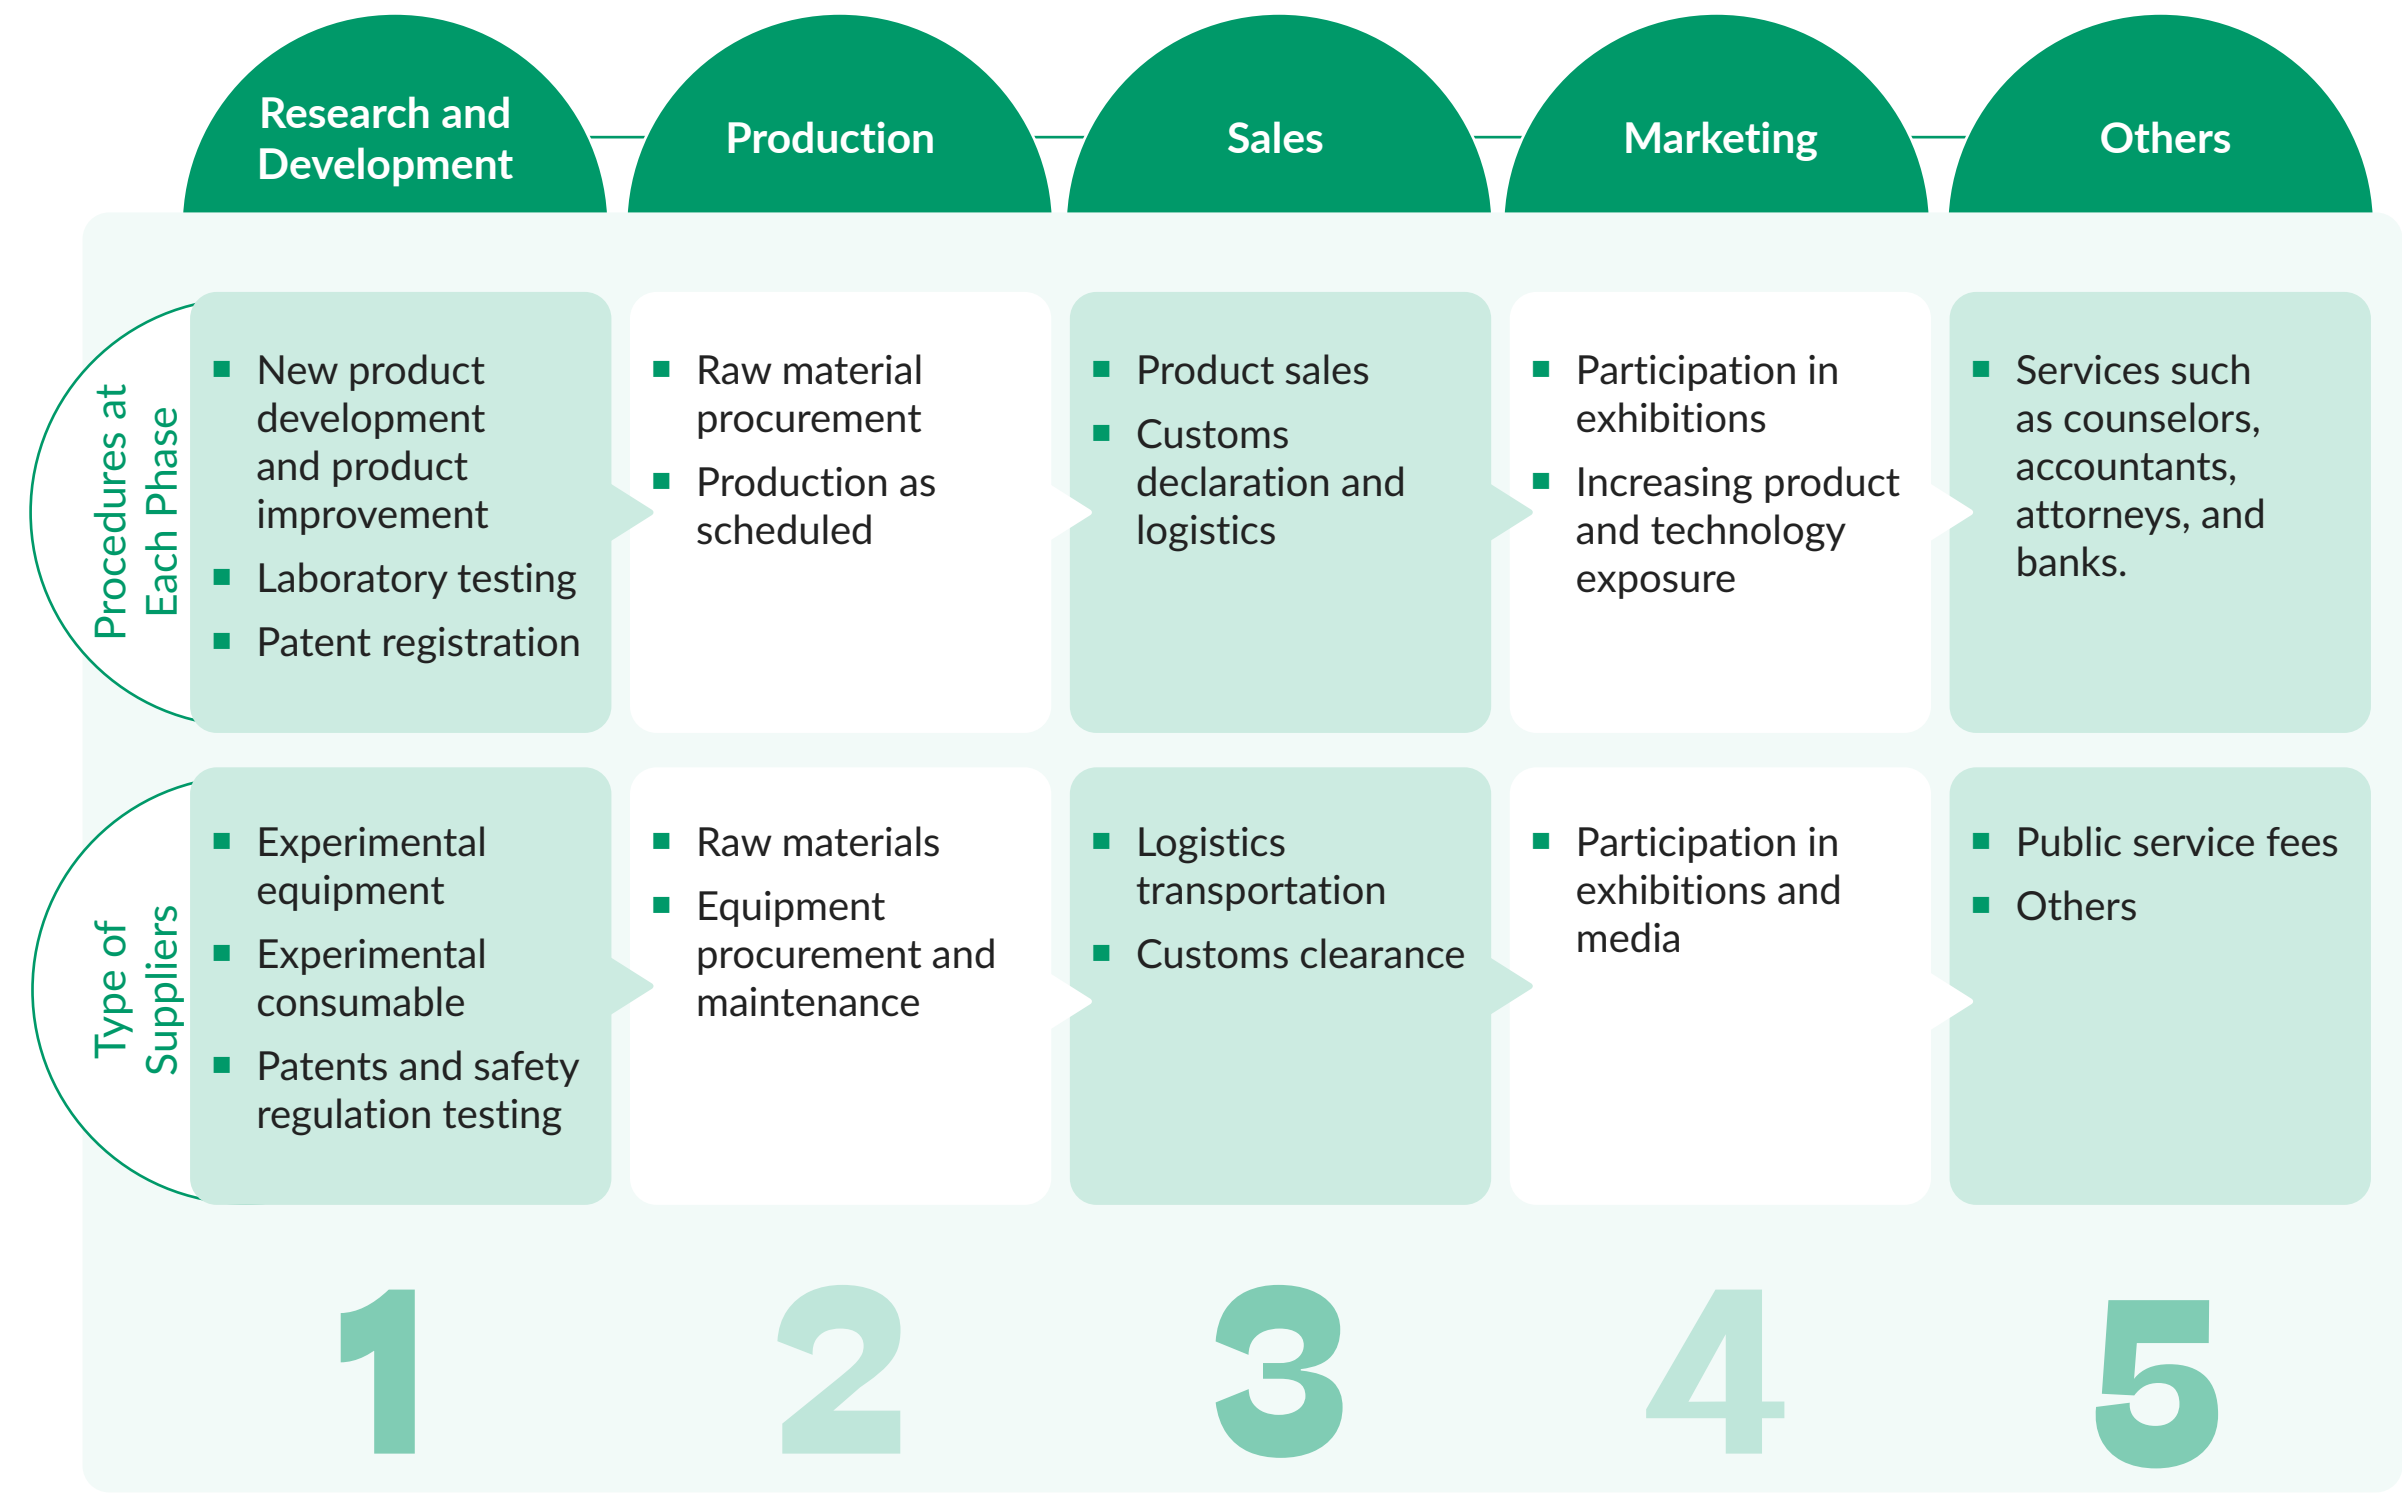 Research and
Development
Production
Sales
Marketing
Others
Procedures at
Each Phase
New product
development
and product
improvement
Laboratory testing
Patent registration
Raw material
procurement
Production as
scheduled
Product sales
Customs
declaration and
logistics
Participation in
exhibitions
Increasing product
and technology
exposure
Services such
as counselors,
accountants,
attorneys, and
banks.
Type of
Suppliers
Experimental
equipment
Experimental
consumable
Patents and safety
regulation testing
Raw materials
Equipment
procurement and
maintenance
Logistics
transportation
Customs clearance
Participation in
exhibitions and
media
Public service fees
Others
1
2
3
4
5